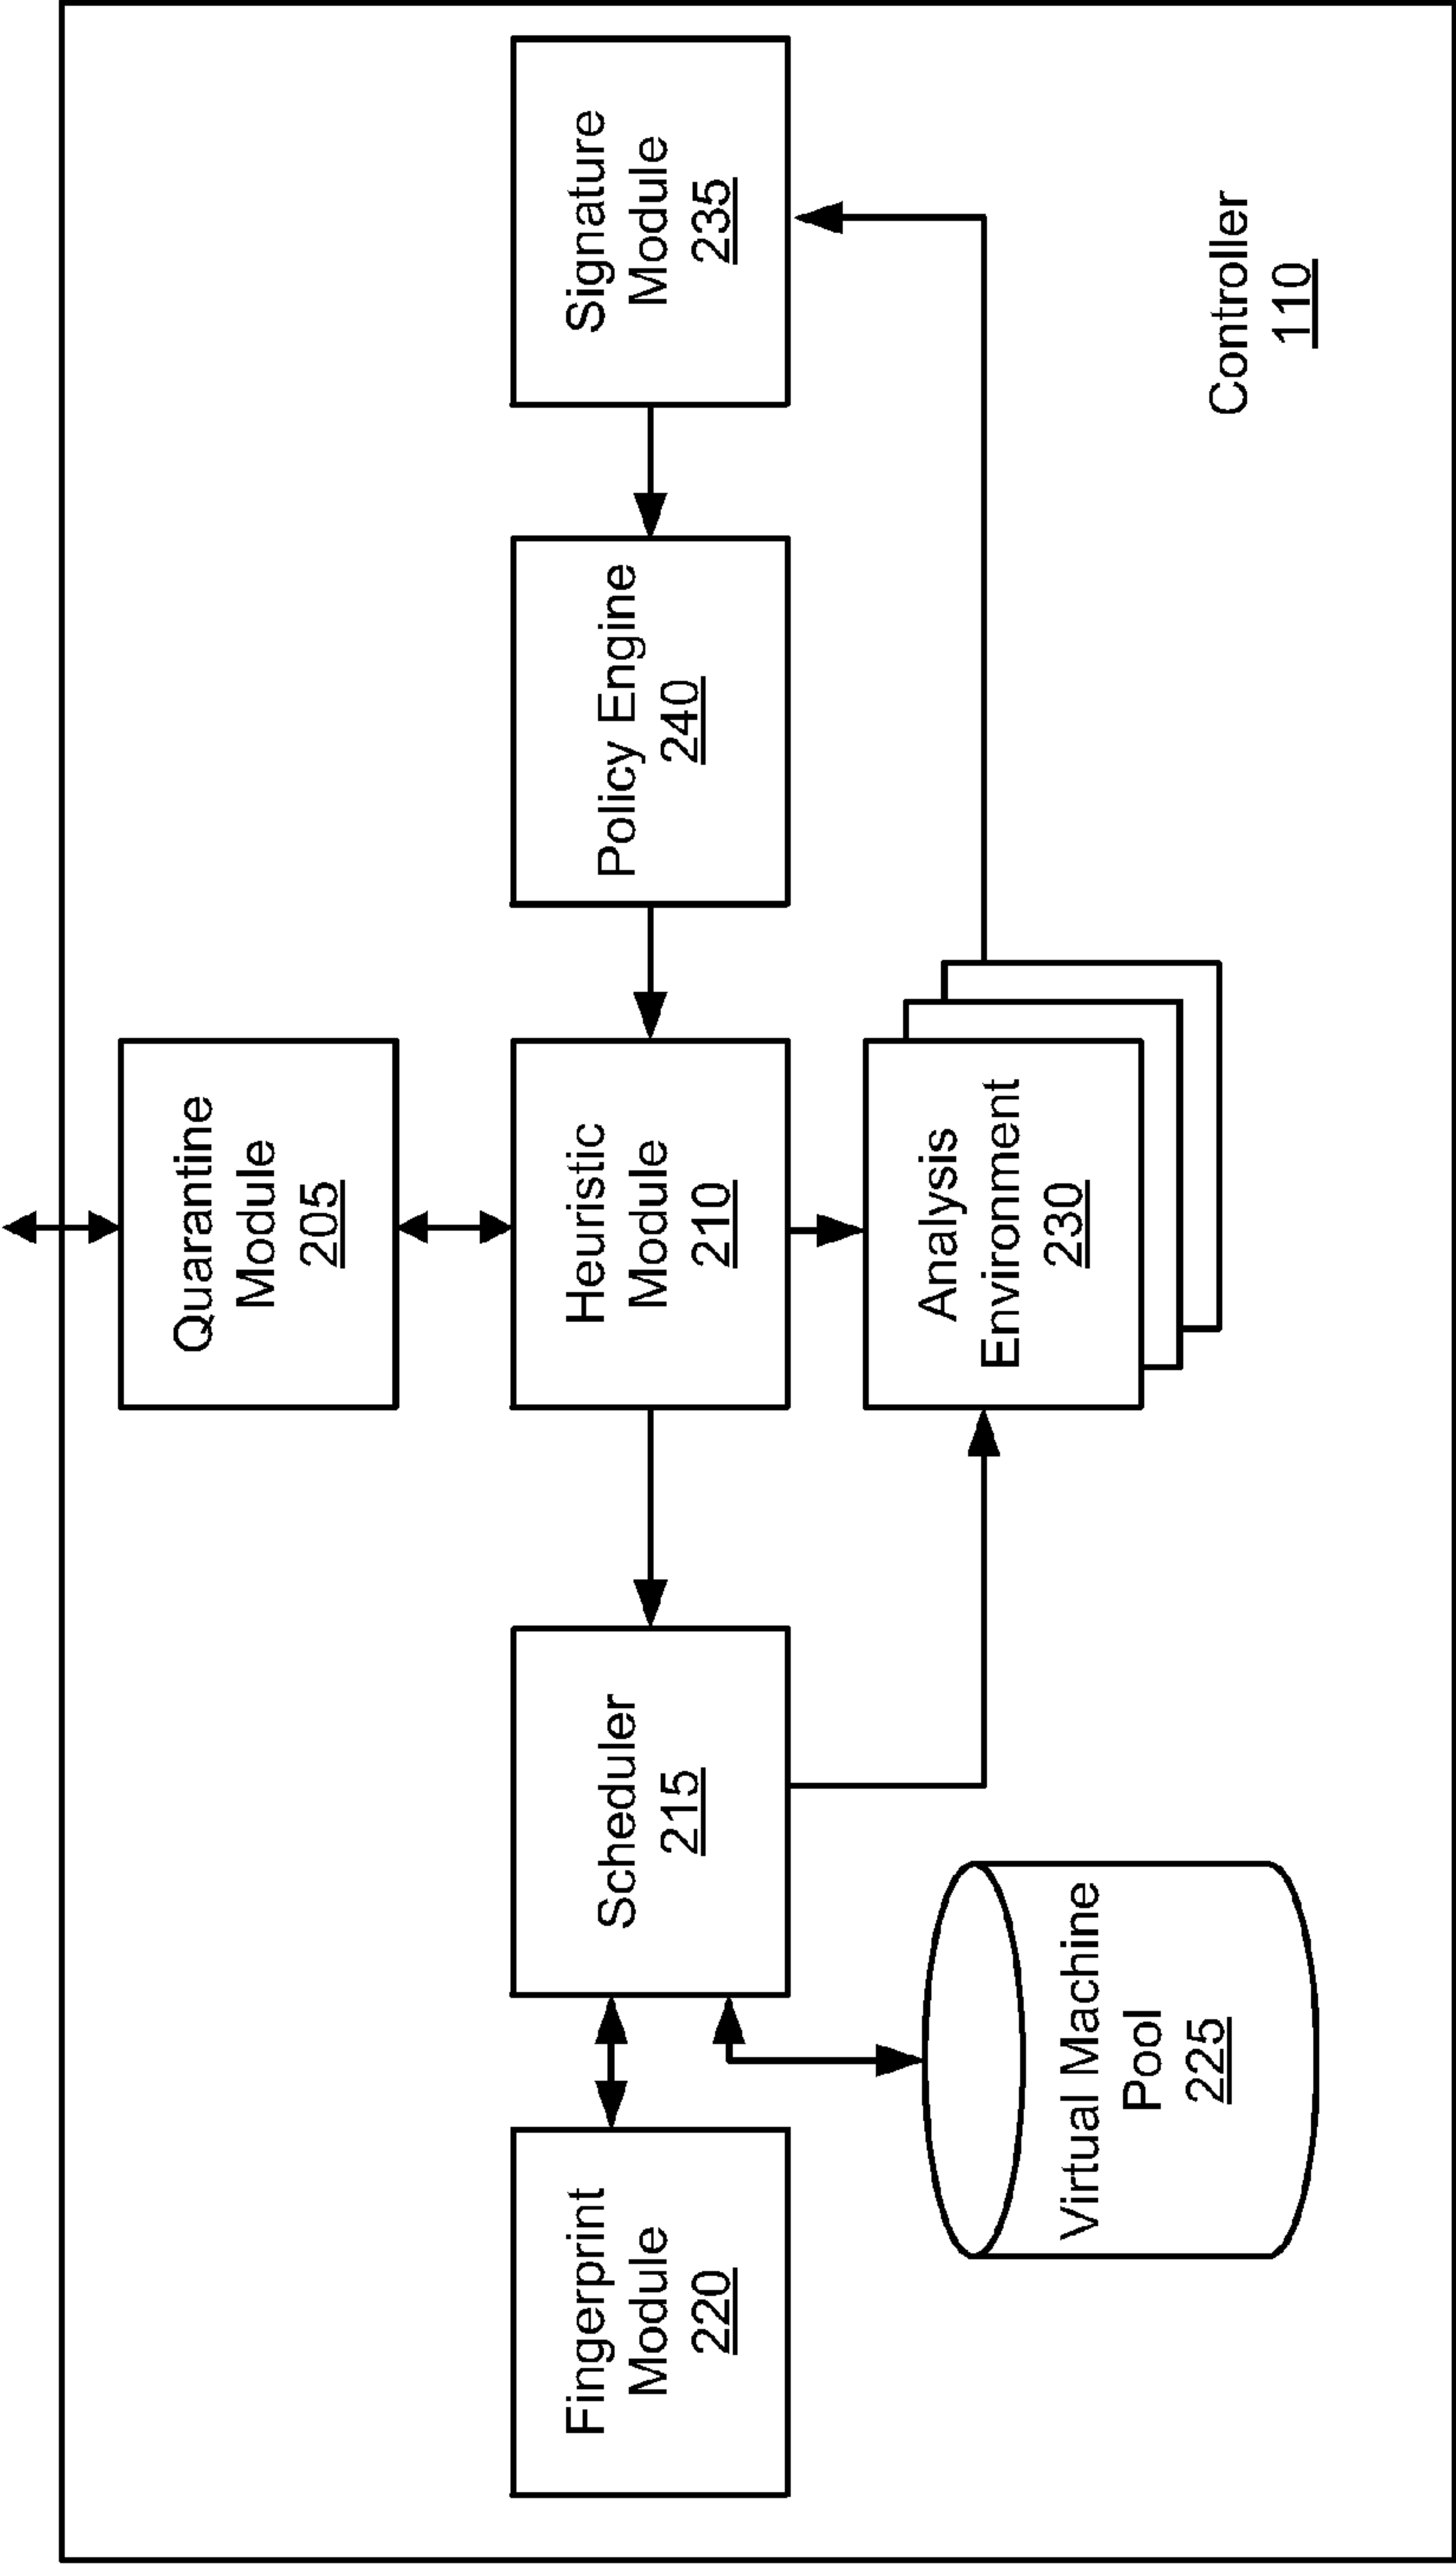 Quarantine
Module
205
Fingerprint
Module
220
Scheduler
215
Heuristic
Module
210
Policy Engine
240
Signature
Module
235
Virtual Machine
Pool
225
Analysis
Environment
230
Controller
110